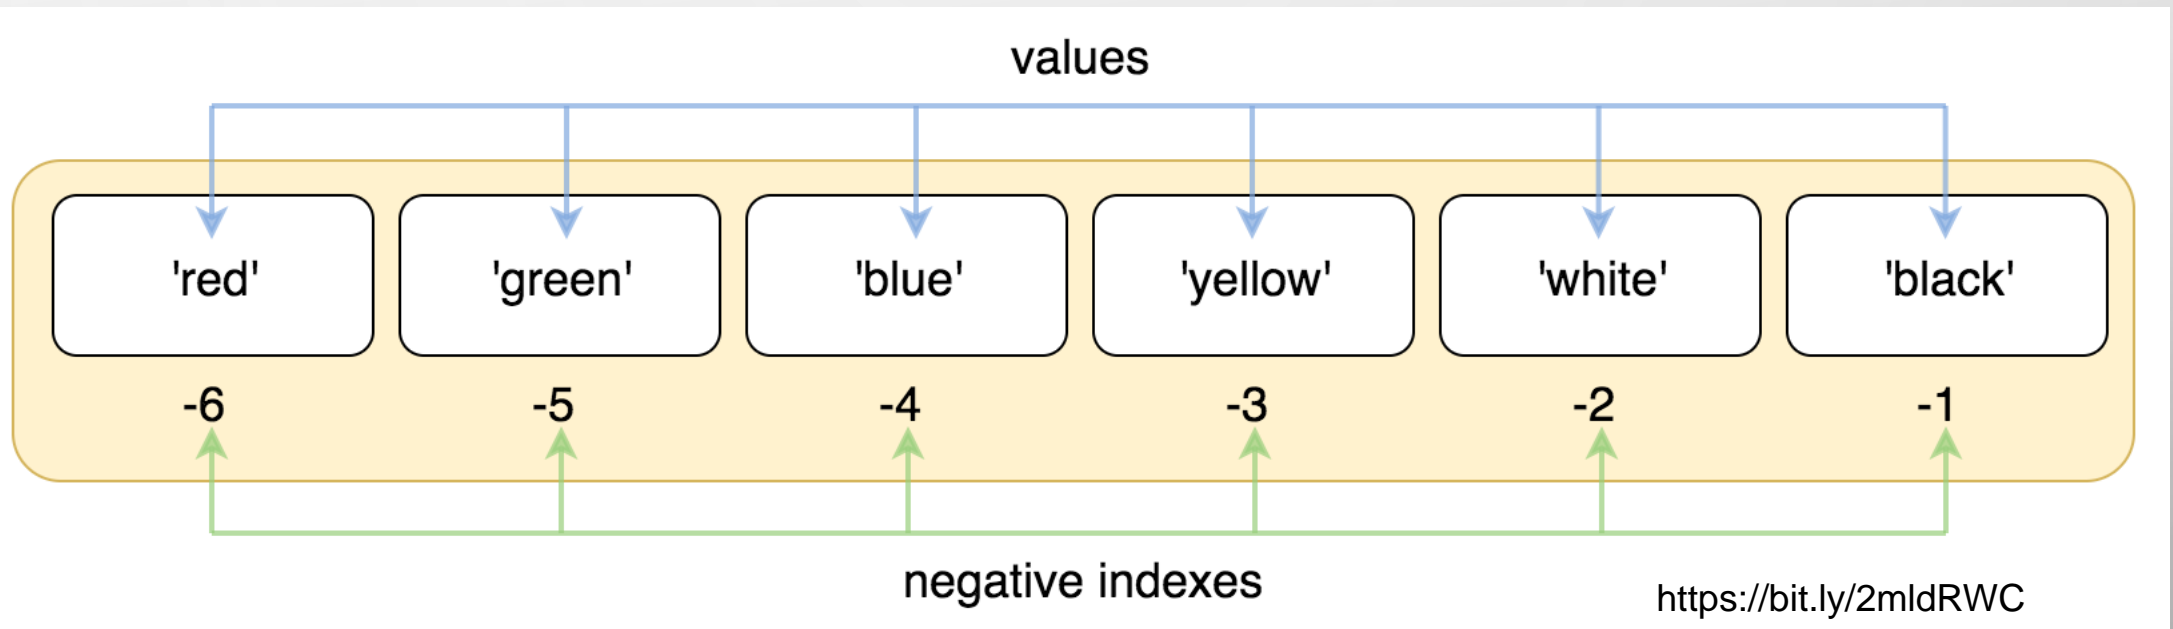 values
'red' 'green' 'blue' 'yellow' 'white' 'black'
-6 -5 -4 -3 -2 -1
negative indexes
https://bit.ly/2mldRWC